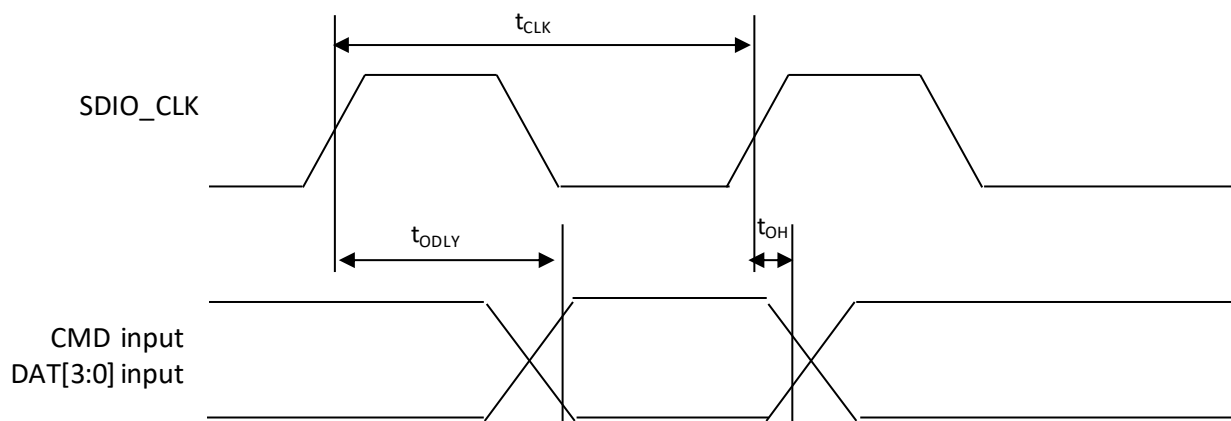 tCLK
SDIO_CLK
tODLY
tOH
CMD input
DAT[3:0] input